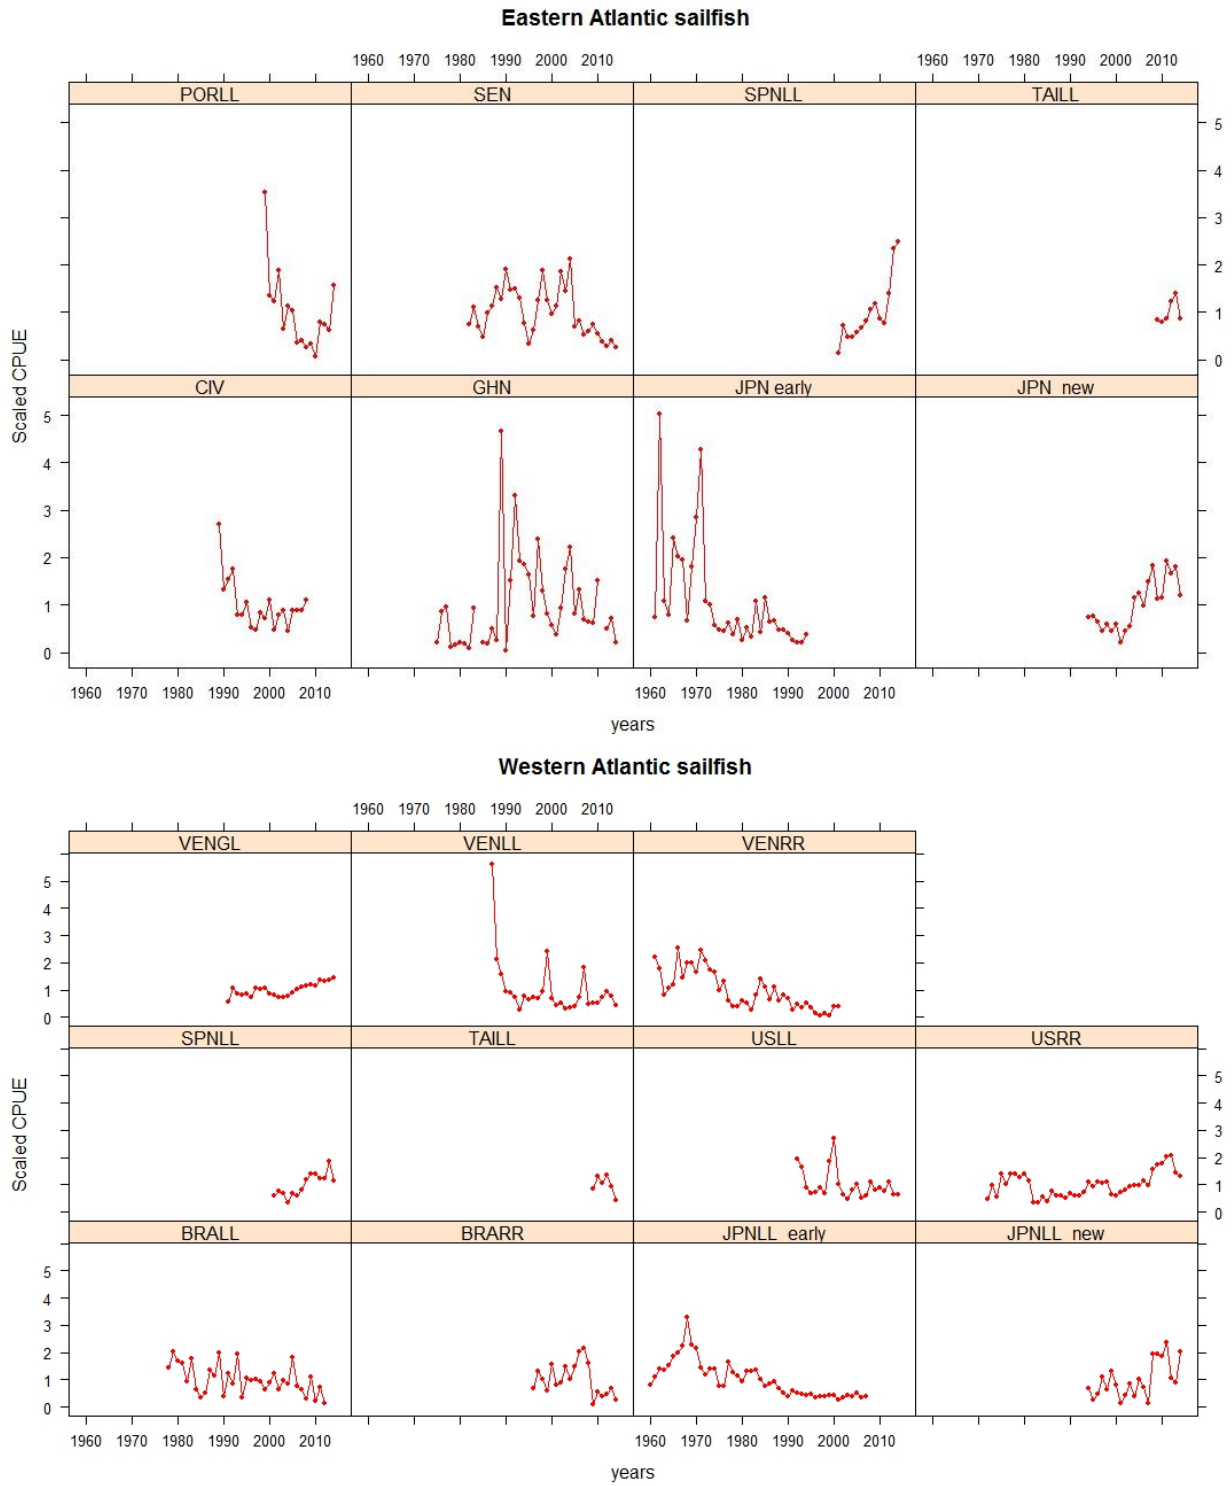 Eastern Atlantic sailfish
1960 1970 1980 1990 2000 2010 1960 1970 1980 1990 2000 2010
PORLL SEN SPNLL TAILL
5
4
3
2
1
0
Scaled CPUE
CIV GHN JPN early JPN new
5
4
3
2
1
0
1960 1970 1980 1990 2000 2010 1960 1970 1980 1990 2000 2010
years
Western Atlantic sailfish
1960 1970 1980 1990 2000 2010
VENGL VENLL VENRR
5
4
3
2
1
0
SPNLL TAILL USLL USRR
5
4
3
2
1
0
Scaled CPUE
BRALL BRARR JPNLL early JPNLL new
5
4
3
2
1
0
1960 1970 1980 1990 2000 2010 1960 1970 1980 1990 2000 2010
years